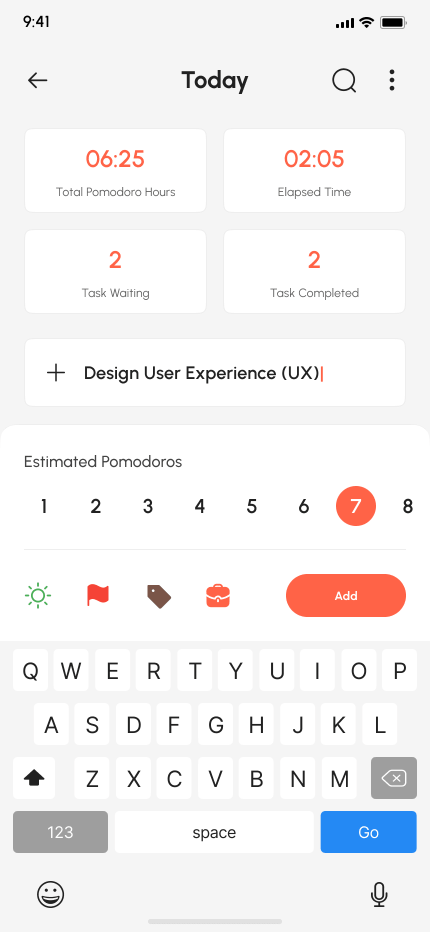 9:41
Today
06:25 02:05
Total Pomodoro Hours Elapsed Time
2 2
Task Waiting Task Completed
Design User Experience (UX)
Estimated Pomodoros
1 2 3 4 5 6 7 8
Add
Q W E R T Y U I O P
A S D F G H J K L
Z X C V B N M
123 space Go